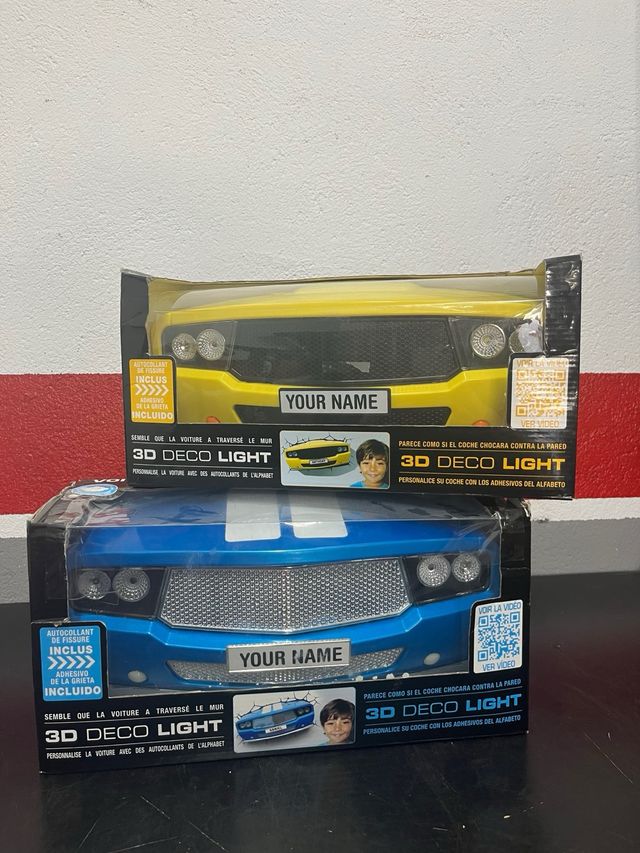 AUTOCOLLANT
DE FISSURE
INCLUS
ADHESIVO
DE LA GRIETA
INCLUIDO
YOUR NAME
VOIR LA VIDÉO
VER VIDEO
SEMBLE QUE LA VOITURE A TRAVERSÉ LE MUR
3D DECO LIGHT
PERSONNALISE LA VOITURE AVEC DES AUTOCOLLANTS DE L'ALPHABET
PARECE COMO SI EL COCHE CHOCARA CONTRA LA PARED
3D DECO LIGHT
PERSONALICE SU COCHE CON LOS ADHESIVOS DEL ALFABETO
AUTOCOLLANT
DE FISSURE
INCLUS
ADHESIVO
DE LA GRIETA
INCLUIDO
YOUR NAME
VOIR LA VIDÉO
VER VIDEO
SEMBLE QUE LA VOITURE A TRAVERSÉ LE MUR
3D DECO LIGHT
PERSONNALISE LA VOITURE AVEC DES AUTOCOLLANTS DE L'ALPHABET
PARECE COMO SI EL COCHE CHOCARA CONTRA LA PARED
3D DECO LIGHT
PERSONALICE SU COCHE CON LOS ADHESIVOS DEL ALFABETO